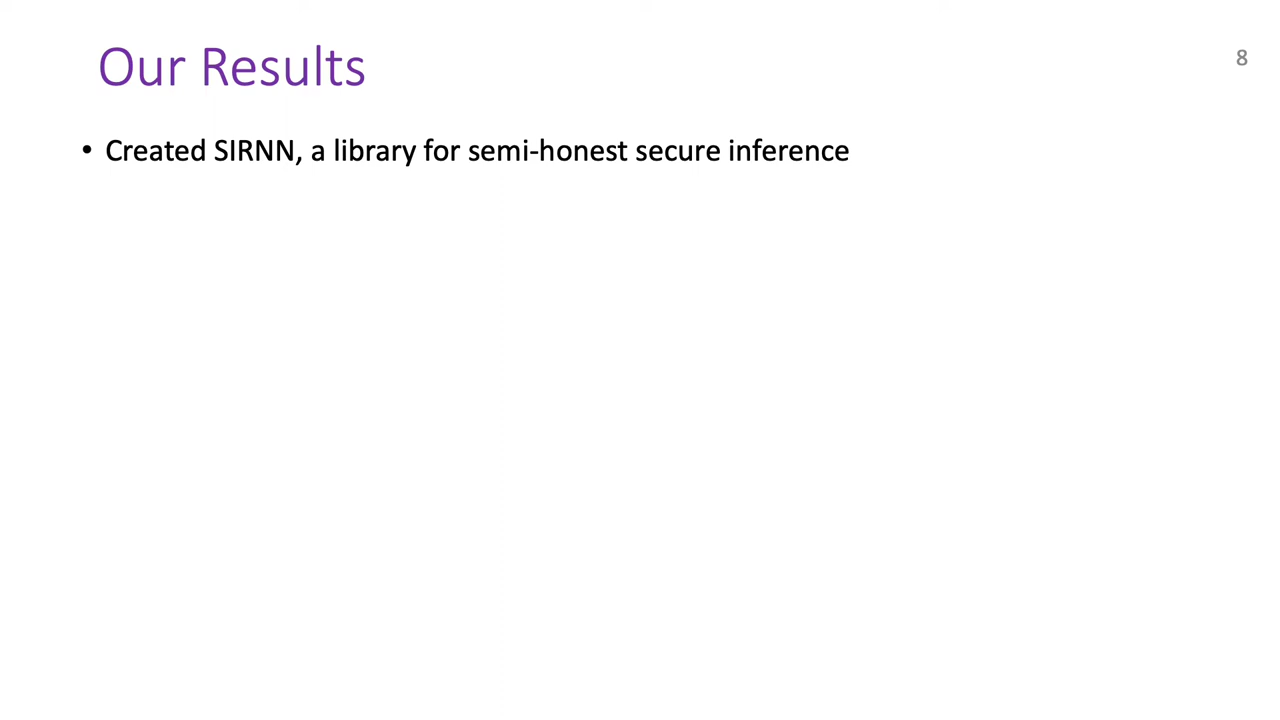 Our Results
8
• Created SIRNN, a library for semi-honest secure inference